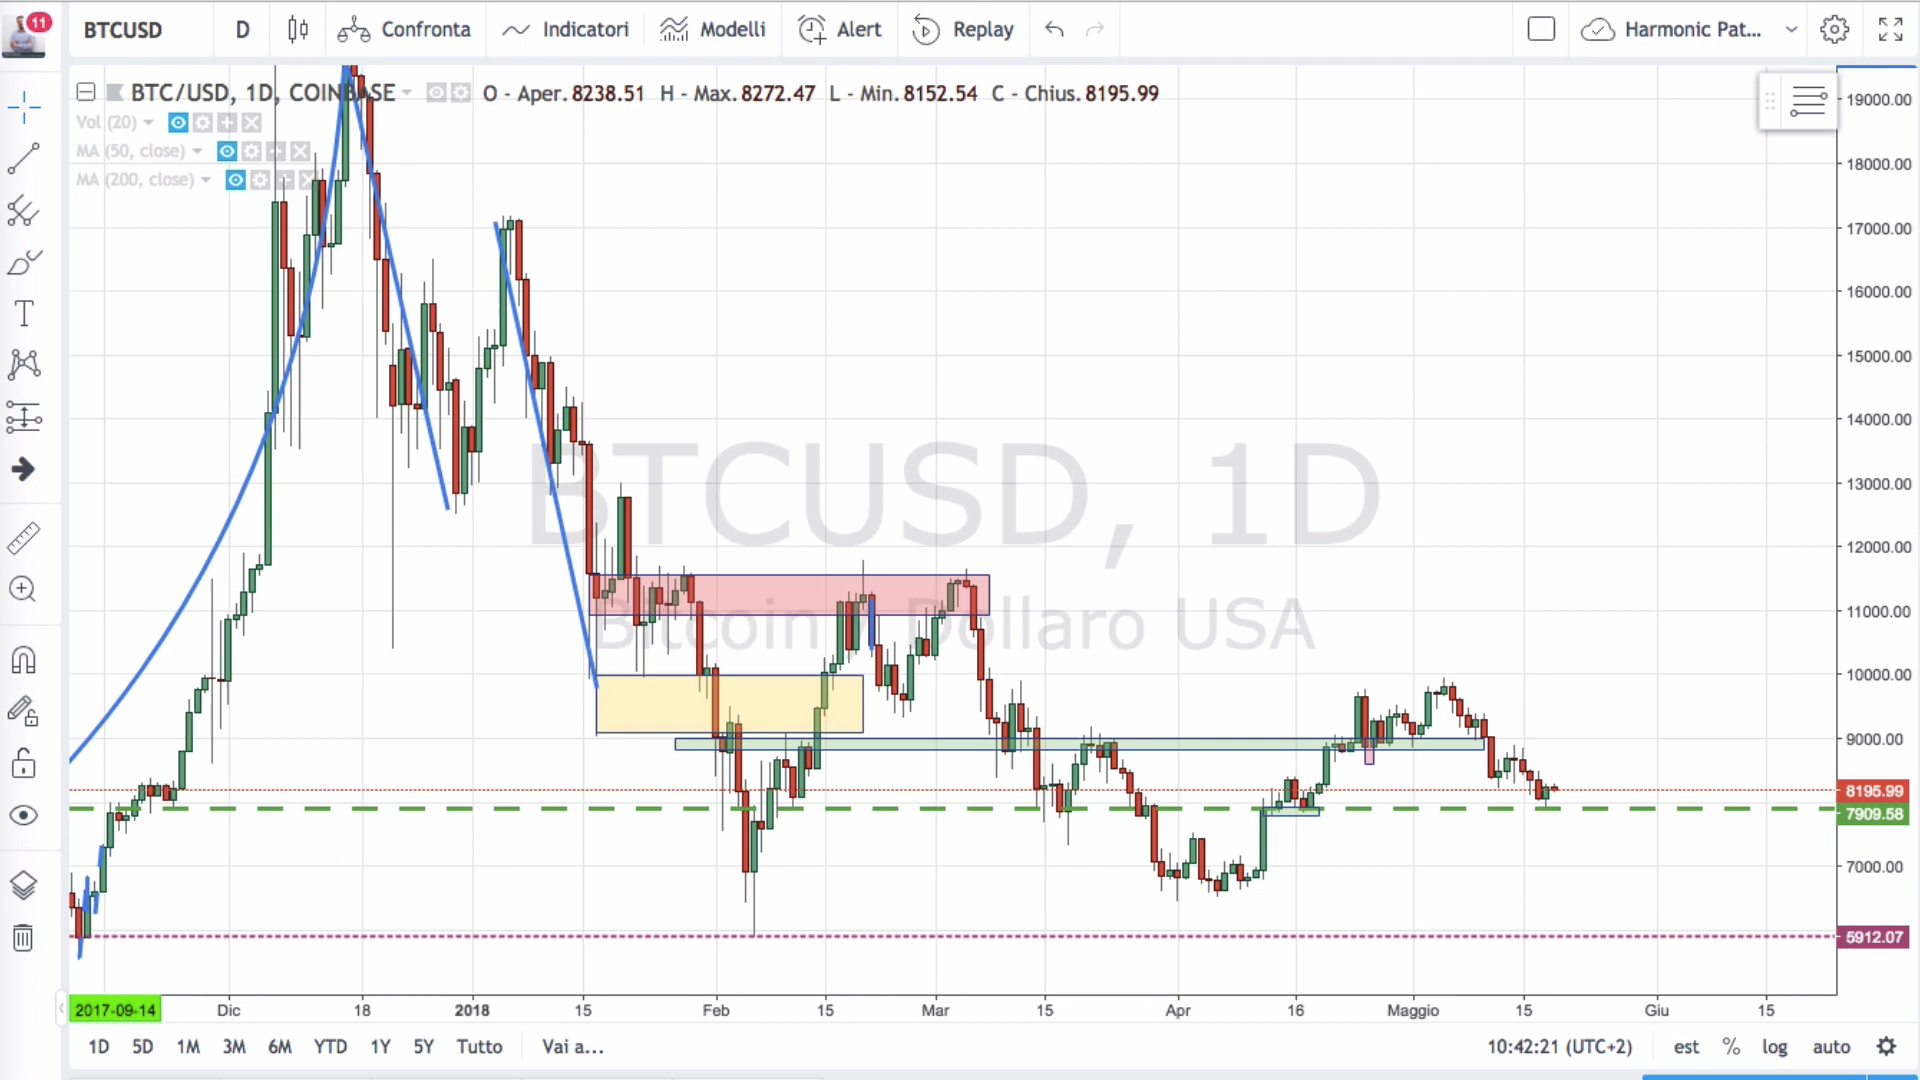 11
BTCUSD D Confronta Indicatori Modelli Alert Replay Harmonic Pat...
BTC/USD, 1D, COINBASE O - Aper. 8238.51 H - Max. 8272.47 L - Min. 8152.54 C - Chius. 8195.99
Vol (20)
MA (50, close)
MA (200, close)
19000.00
18000.00
17000.00
16000.00
15000.00
14000.00
13000.00
12000.00
11000.00
10000.00
9000.00
8195.99
7909.58
7000.00
5912.07
BTCUSD, 1D
Bitcoin / Dollaro USA
2017-09-14 Dic 18 2018 15 Feb 15 Mar 15 Apr 16 Maggio 15 Giu 15
1D 5D 1M 3M 6M YTD 1Y 5Y Tutto Vai a... 10:42:21 (UTC+2) est % log auto